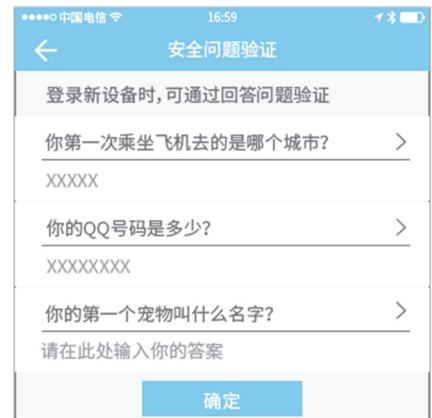 中国电信 16:59
安全问题验证
登录新设备时,可通过回答问题验证
你第一次乘坐飞机去的是哪个城市?
XXXXX
你的QQ号码是多少?
XXXXXXXX
你的第一个宠物叫什么名字?
请在此处输入你的答案
确定